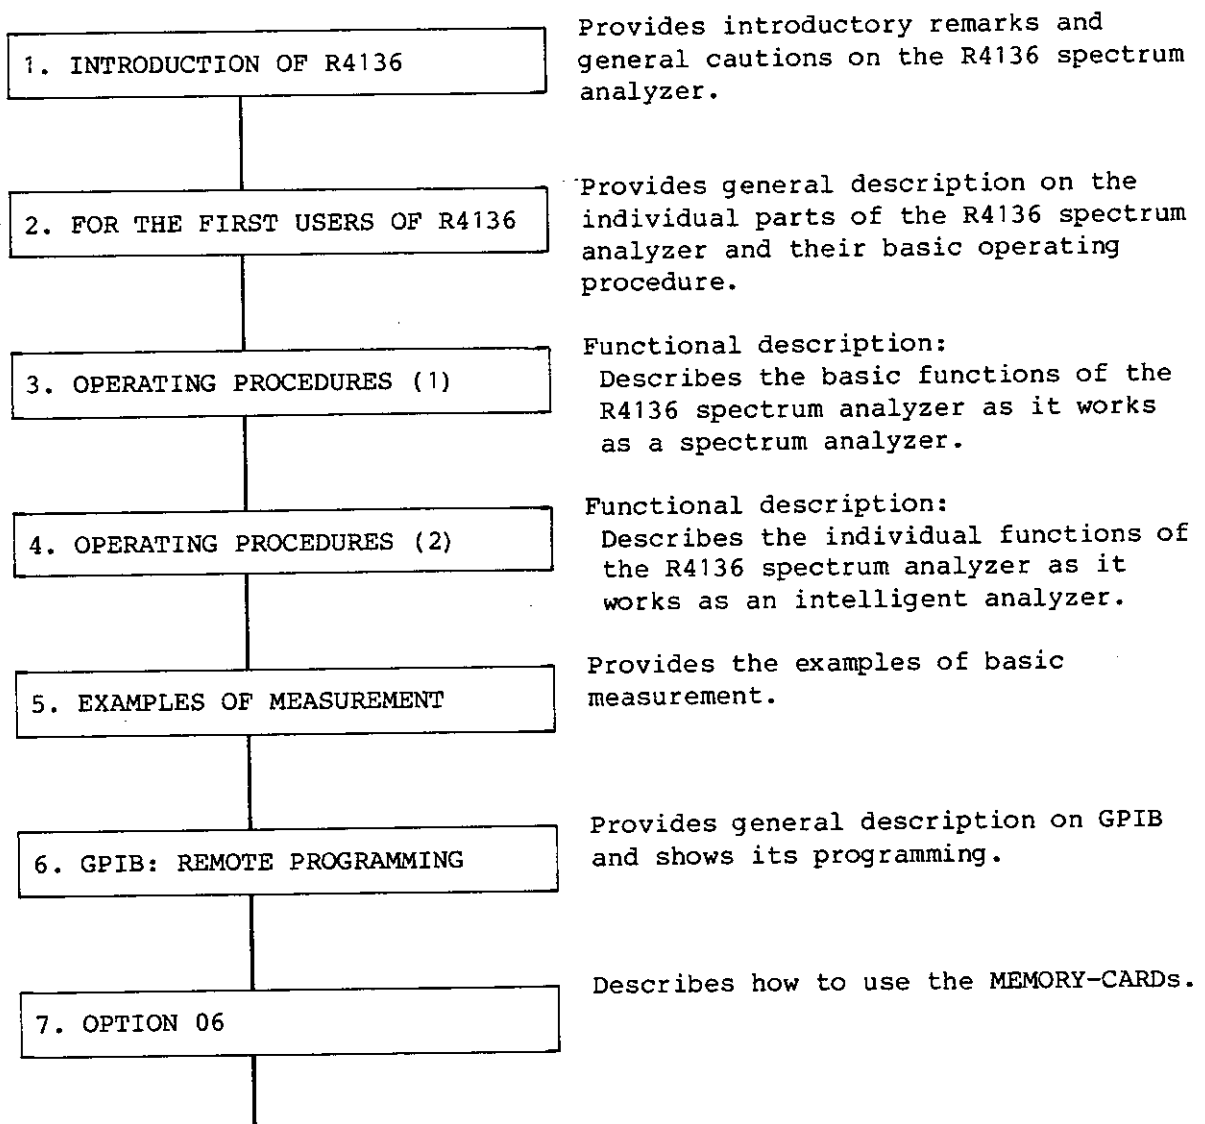 1. INTRODUCTION OF R4136
Provides introductory remarks and
general cautions on the R4136 spectrum
analyzer.
2. FOR THE FIRST USERS OF R4136
Provides general description on the
individual parts of the R4136 spectrum
analyzer and their basic operating
procedure.
3. OPERATING PROCEDURES (1)
Functional description:
Describes the basic functions of the
R4136 spectrum analyzer as it works
as a spectrum analyzer.
4. OPERATING PROCEDURES (2)
Functional description:
Describes the individual functions of
the R4136 spectrum analyzer as it
works as an intelligent analyzer.
5. EXAMPLES OF MEASUREMENT
Provides the examples of basic
measurement.
6. GPIB: REMOTE PROGRAMMING
Provides general description on GPIB
and shows its programming.
7. OPTION 06
Describes how to use the MEMORY-CARDs.